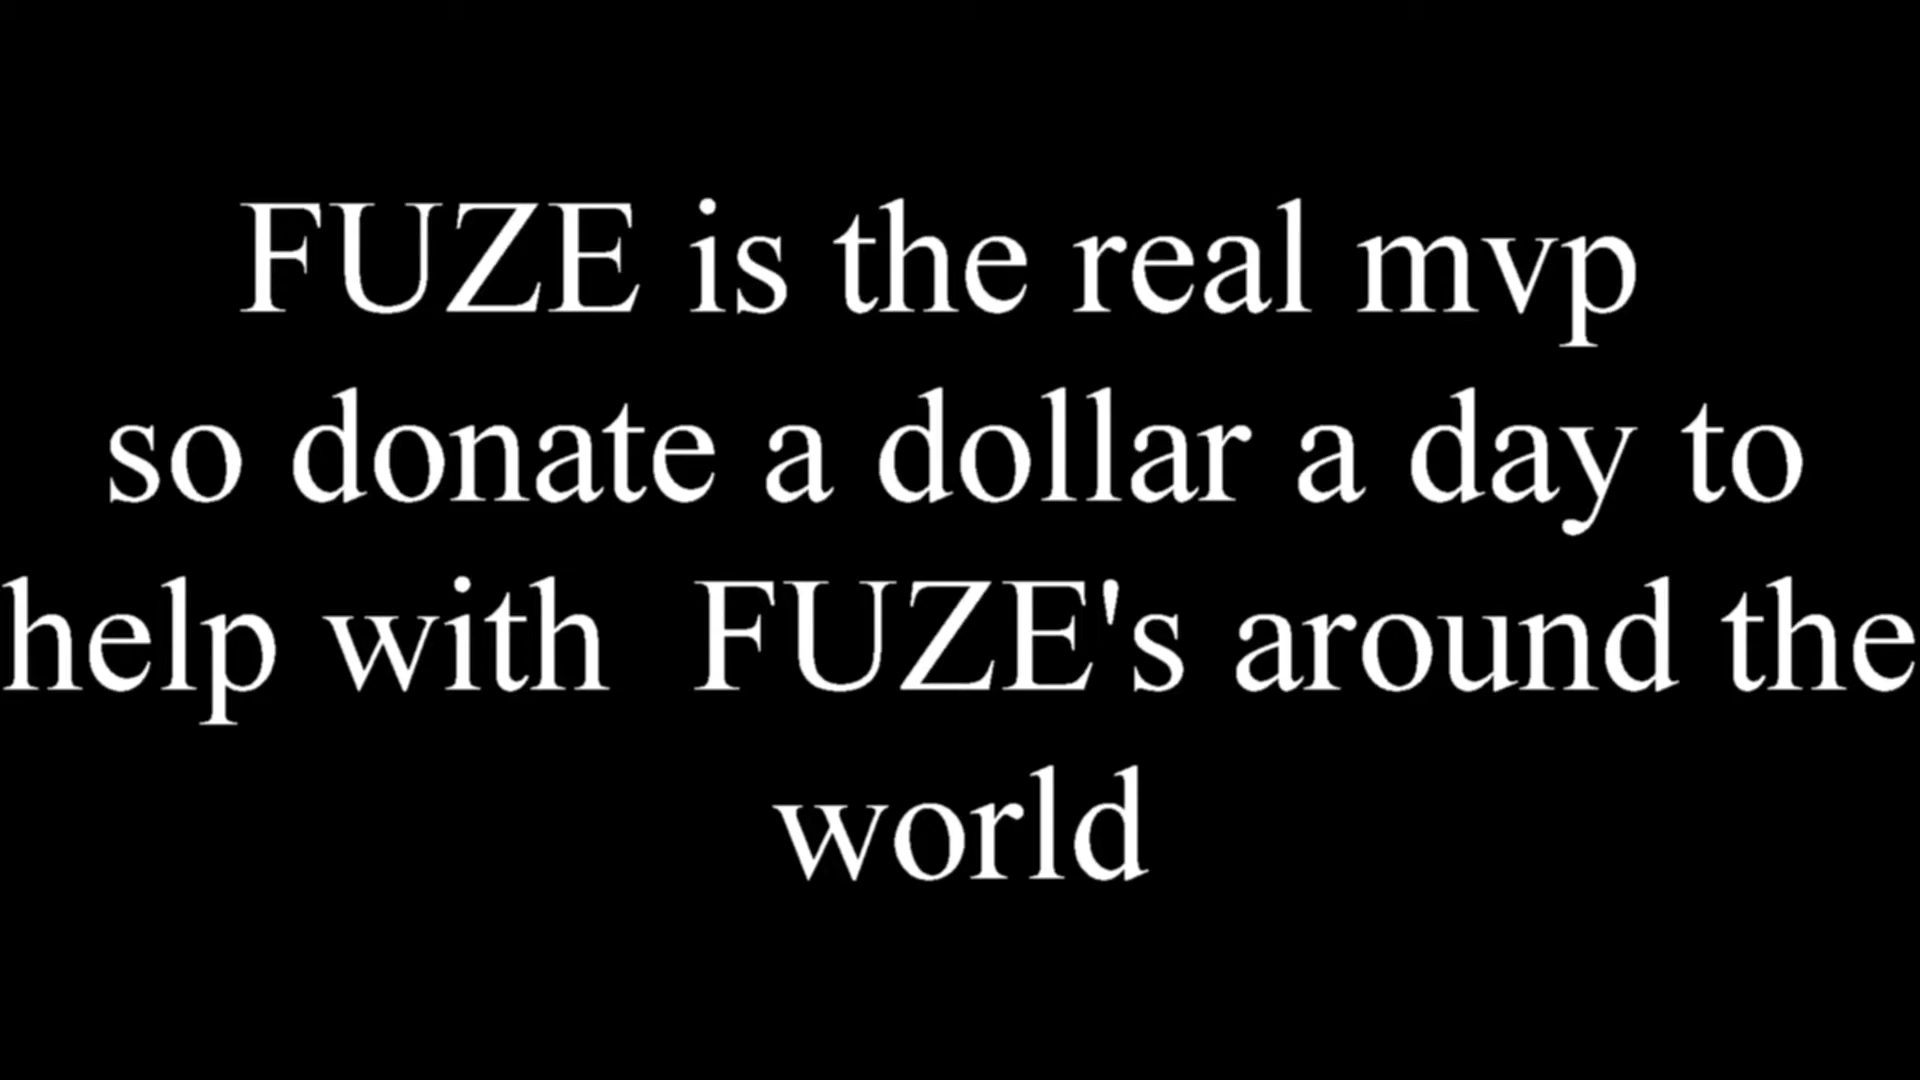 FUZE is the real mvp
so donate a dollar a day to
help with  FUZE's around the
world